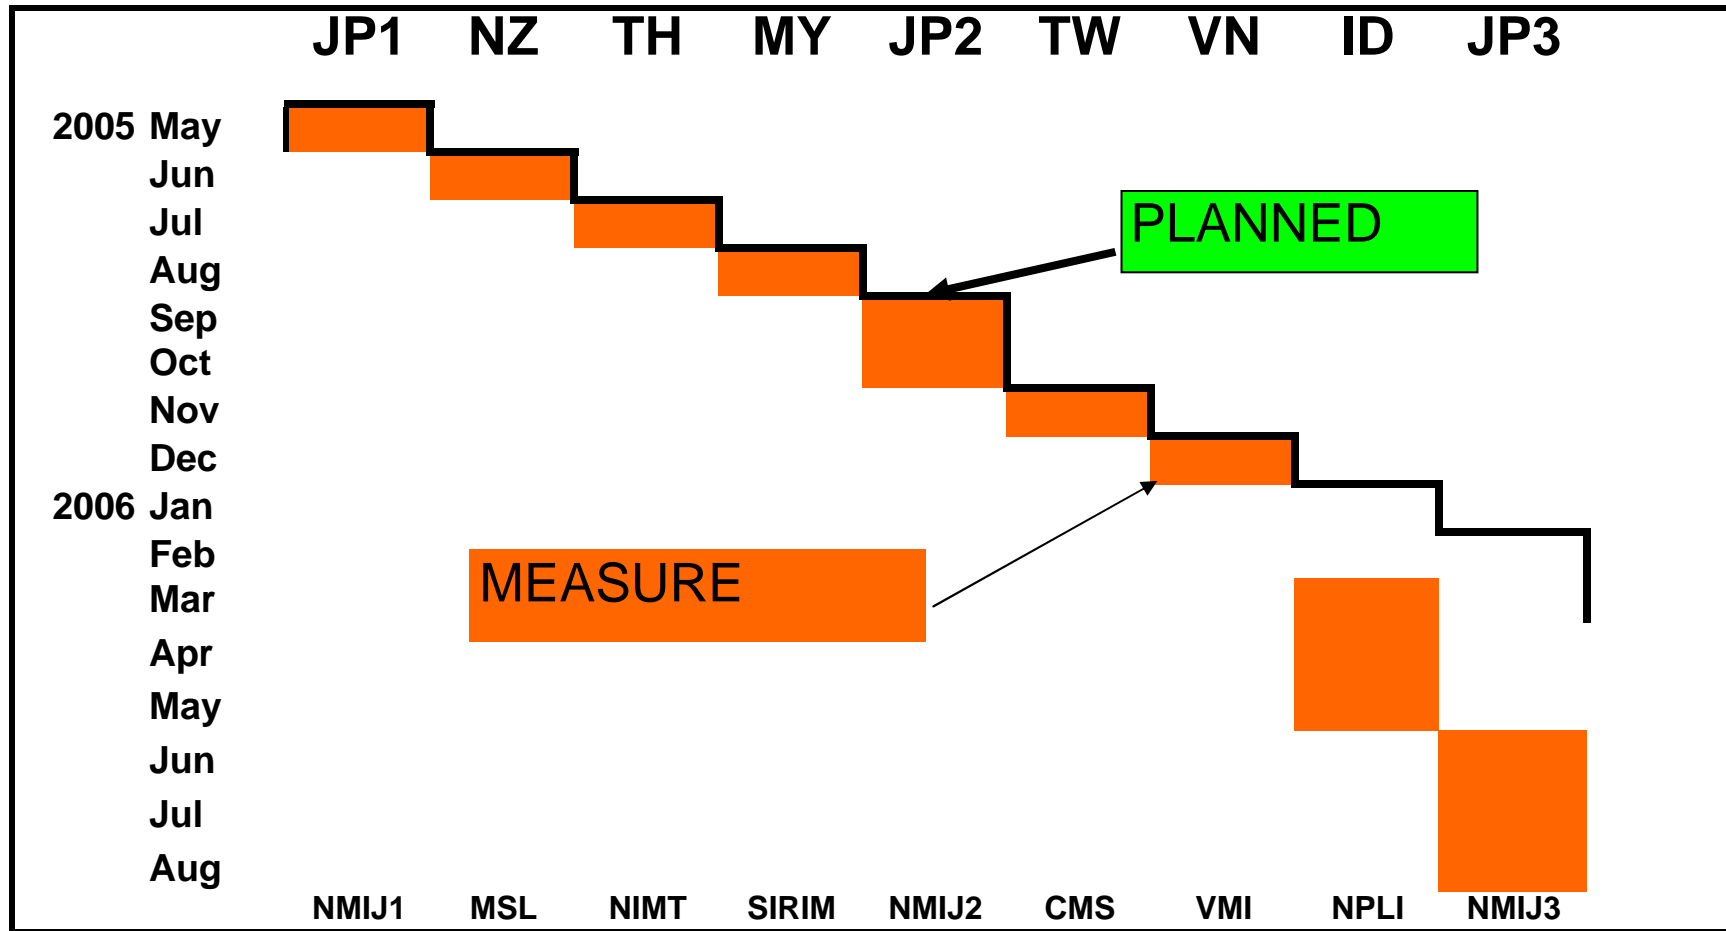 JP1 NZ TH MY JP2 TW VN ID JP3
2005 May
Jun
Jul
PLANNED
Aug
Sep
Oct
Nov
Dec
2006 Jan
Feb
MEASURE
Mar
Apr
May
Jun
Jul
Aug
NMIJ1 MSL NIMT SIRIM NMIJ2 CMS VMI NPLI NMIJ3